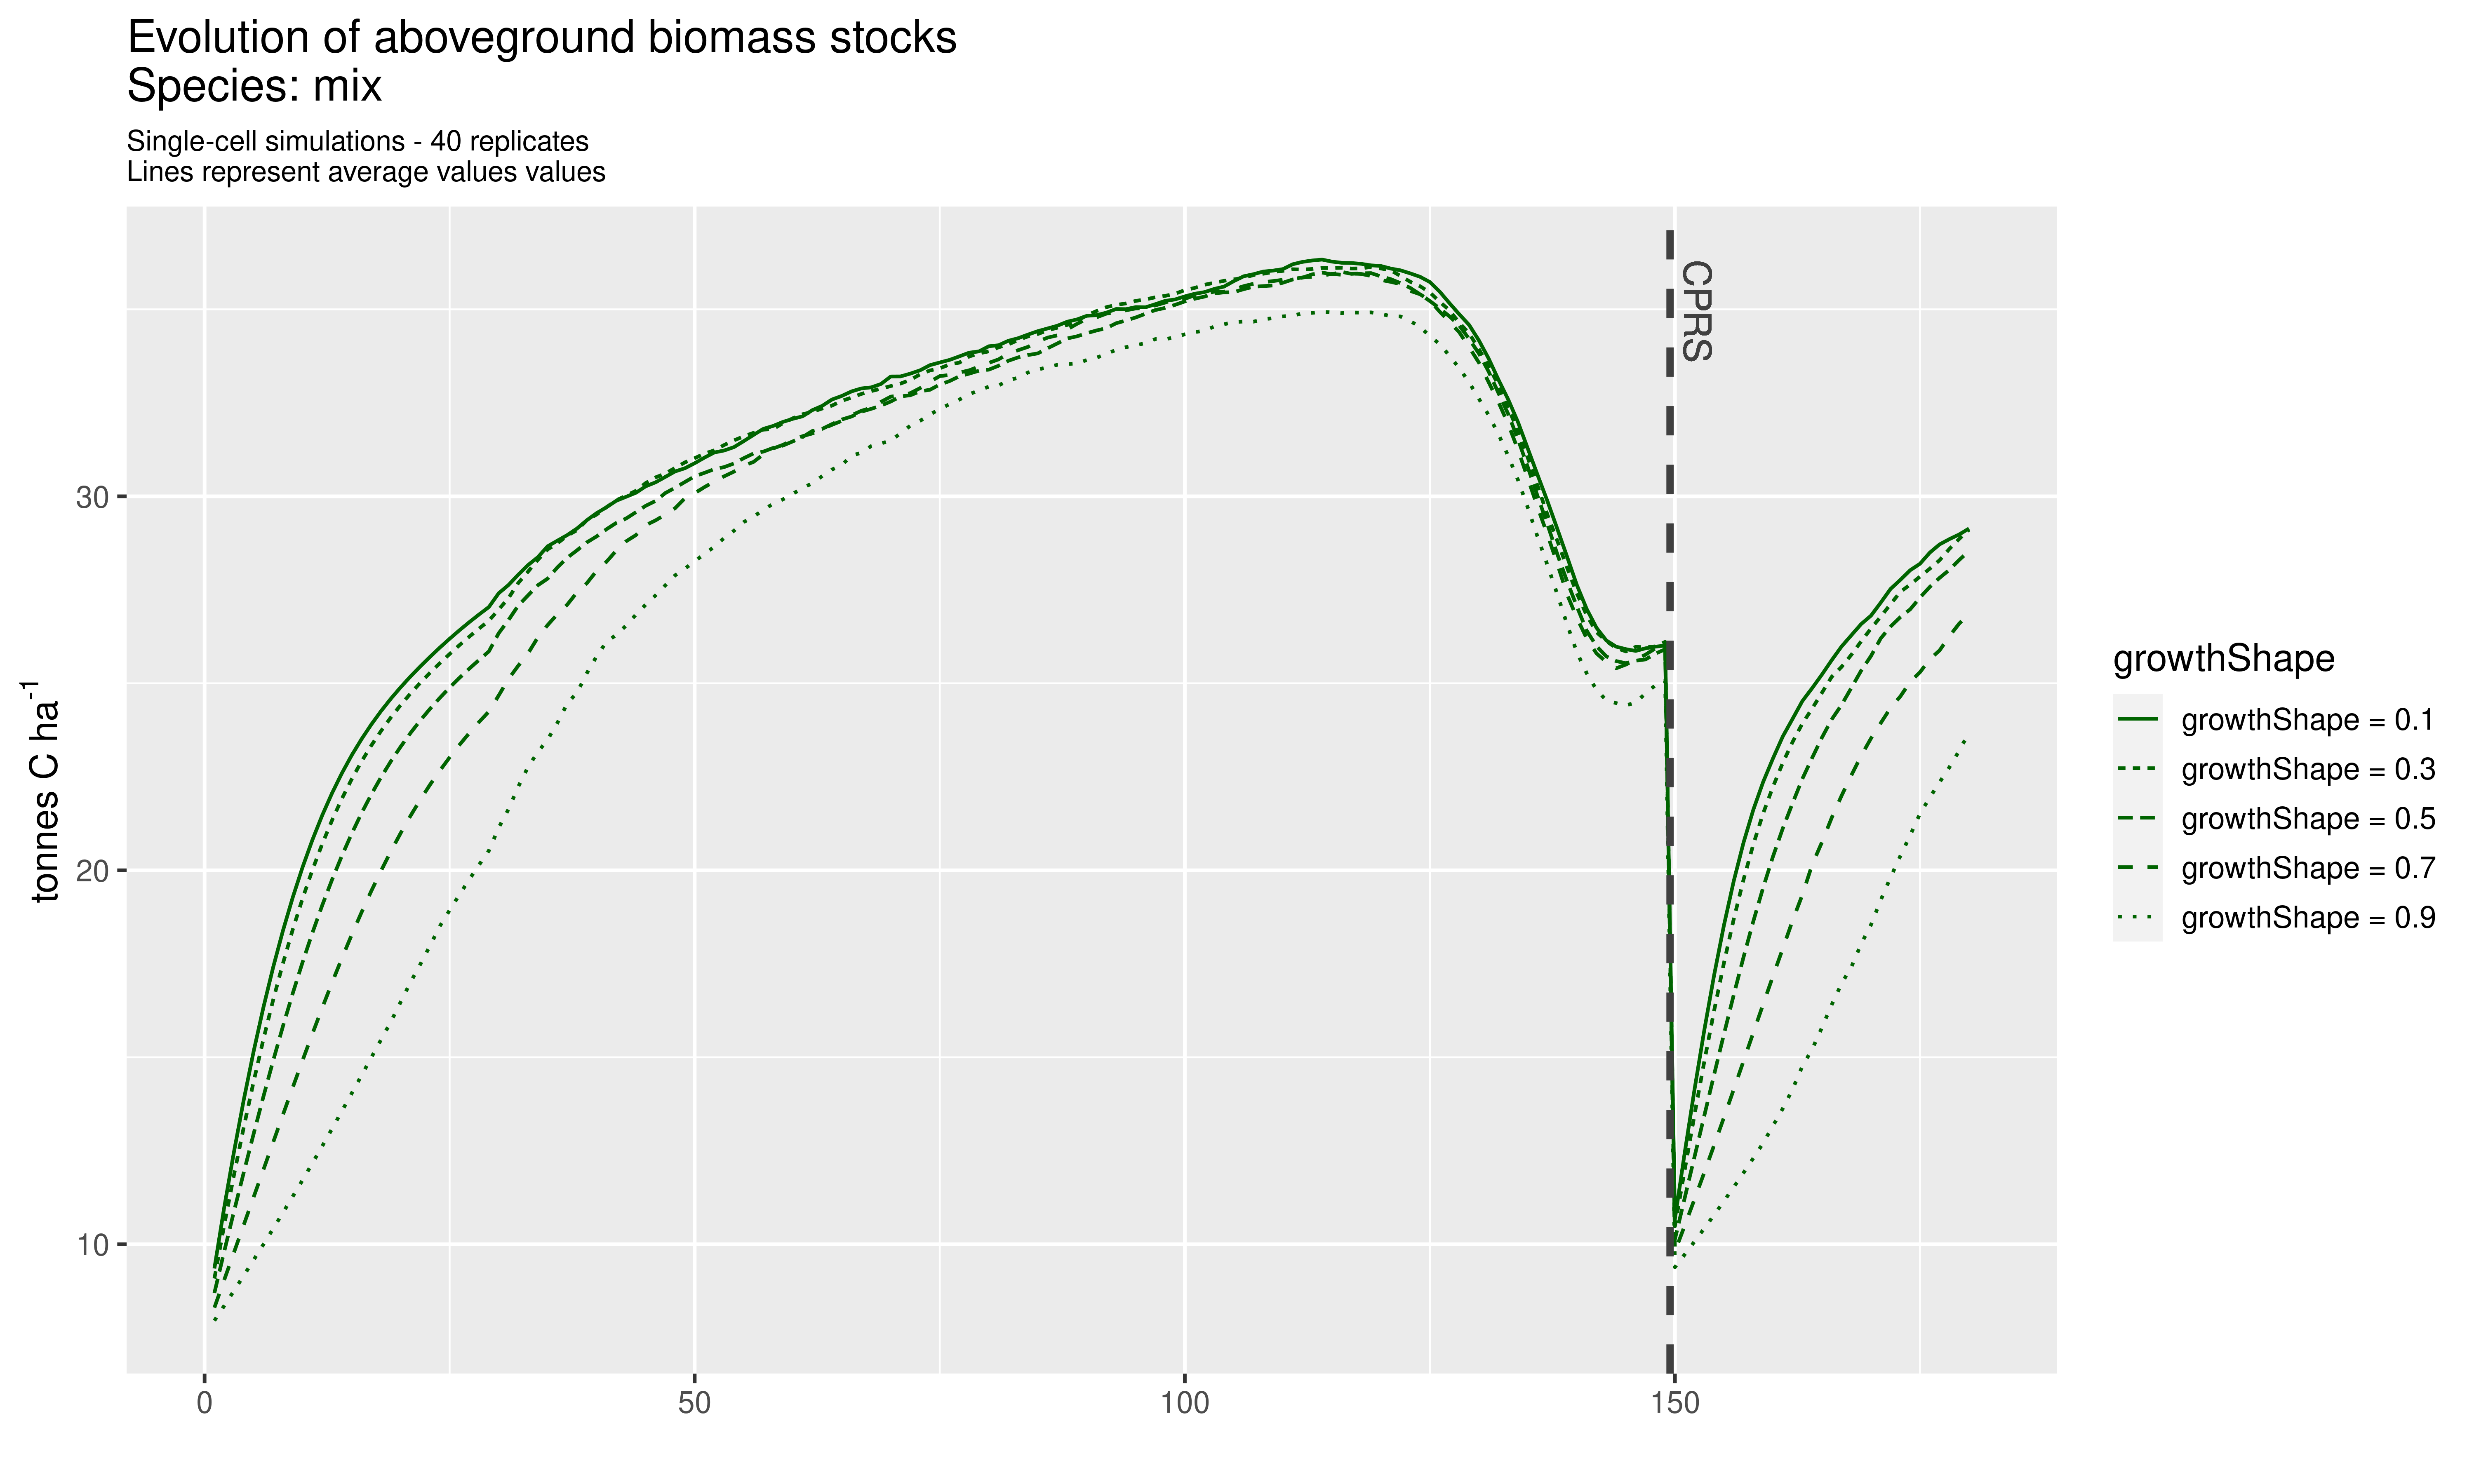 Evolution of aboveground biomass stocks
Species: mix
Single-cell simulations - 40 replicates
Lines represent average values values
tonnes C ha⁻¹
30
20
10
CPRS
0
50
100
150
growthShape
growthShape = 0.1
growthShape = 0.3
growthShape = 0.5
growthShape = 0.7
growthShape = 0.9